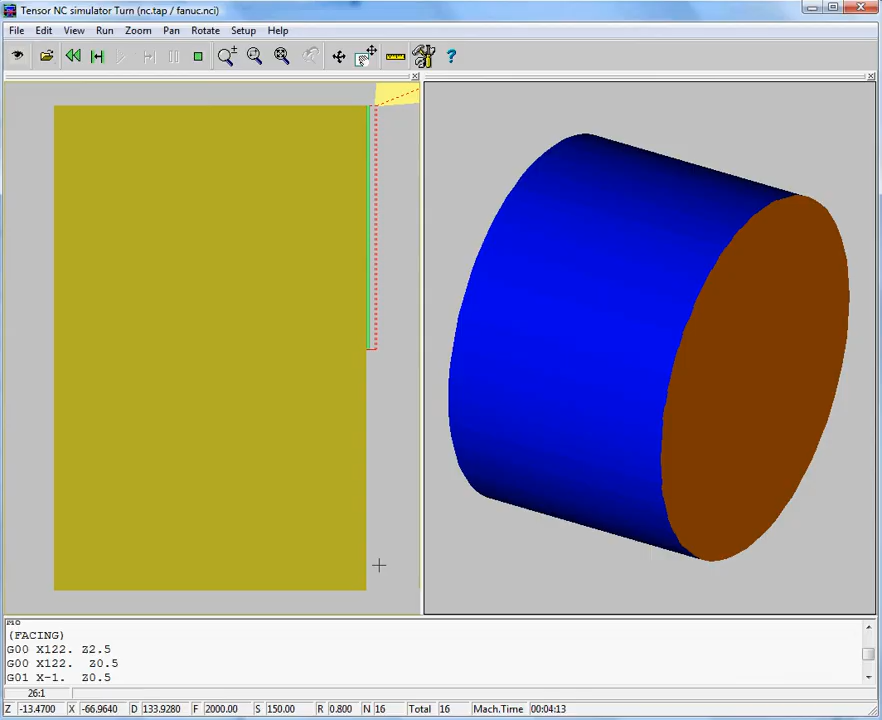 Tensor NC simulator Turn (nc.tap / fanuc.nci)
File Edit View Run Zoom Pan Rotate Setup Help
(FACING)
G00 X122. Z2.5
G00 X122.  Z0.5
G01 X-1.  Z0.5
26:1
Z -13.4700 X -66.9640 D 133.9280 F 2000.00 S 150.00 R 0.800 N 16 Total 16 Mach.Time 00:04:13